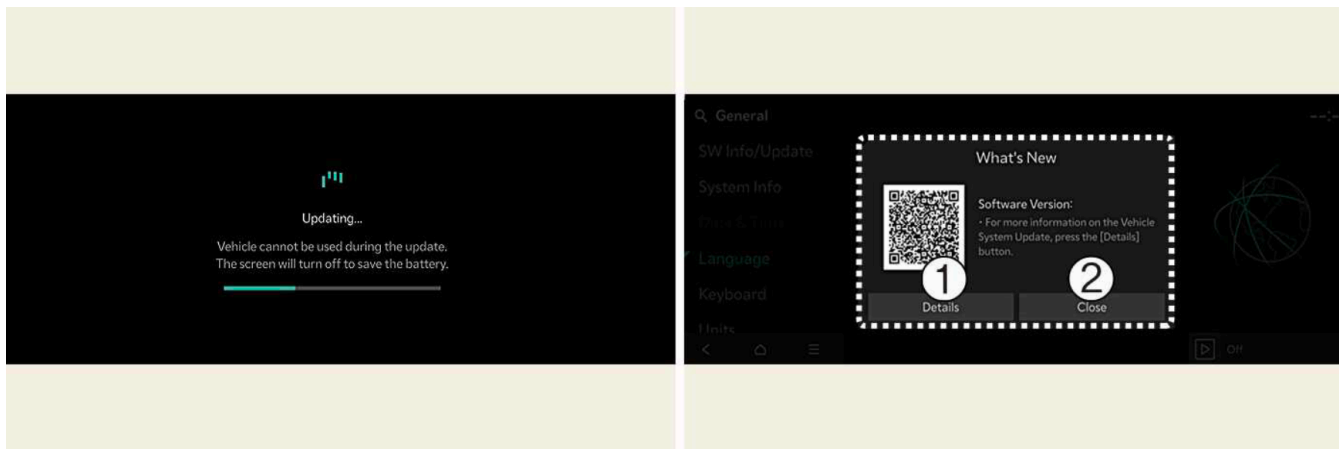 Updating...
Vehicle cannot be used during the update.
The screen will turn off to save the battery.
General
--:--
SW Info/Update
System Info
Language
Keyboard
Units
What's New
Software Version:
• For more information on the Vehicle
System Update, press the [Details]
button.
1
2
Details
Close
Off